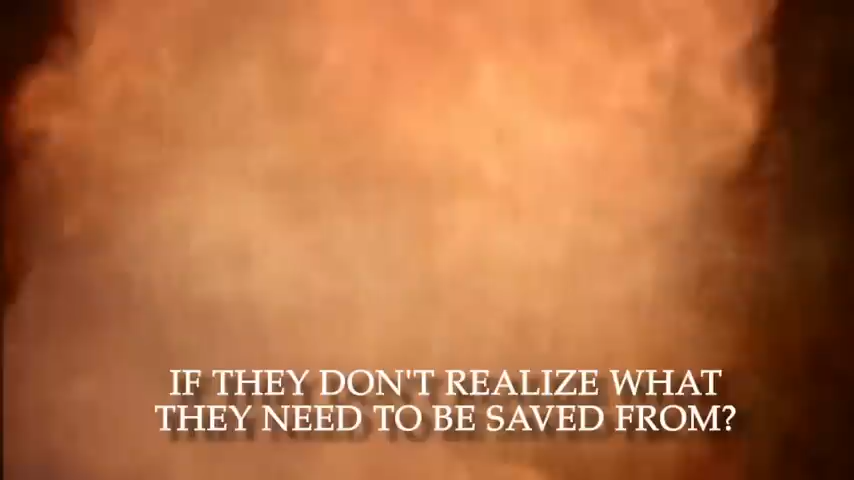 IF THEY DON'T REALIZE WHAT
THEY NEED TO BE SAVED FROM?